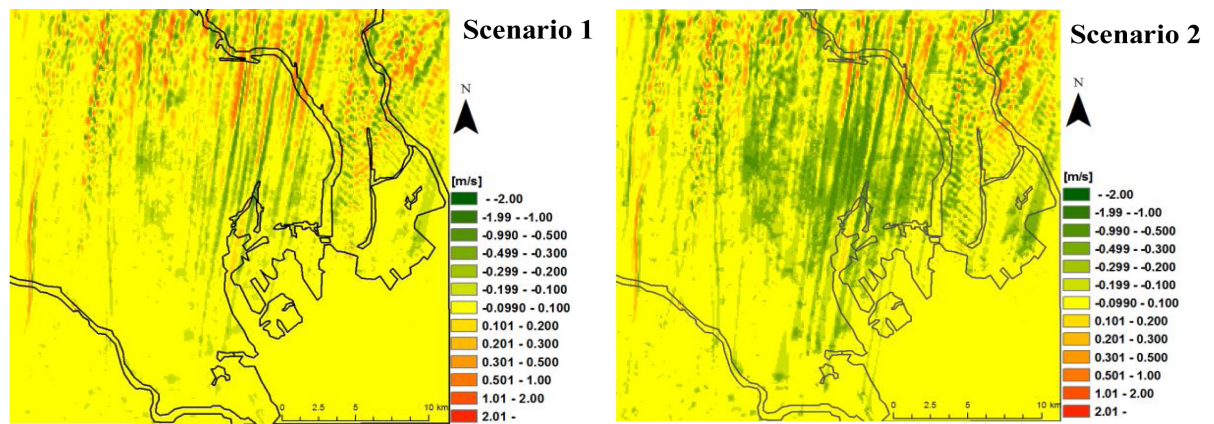 Scenario 1
N
[m/s]
- -2.00
-1.99 - -1.00
-0.990 - -0.500
-0.499 - -0.300
-0.299 - -0.200
-0.199 - -0.100
-0.0990 - 0.100
0.101 - 0.200
0.201 - 0.300
0.301 - 0.500
0.501 - 1.00
1.01 - 2.00
2.01 -
0 2.5 5 10 km
Scenario 2
N
[m/s]
- -2.00
-1.99 - -1.00
-0.990 - -0.500
-0.499 - -0.300
-0.299 - -0.200
-0.199 - -0.100
-0.0990 - 0.100
0.101 - 0.200
0.201 - 0.300
0.301 - 0.500
0.501 - 1.00
1.01 - 2.00
2.01 -
0 2.5 5 10 km